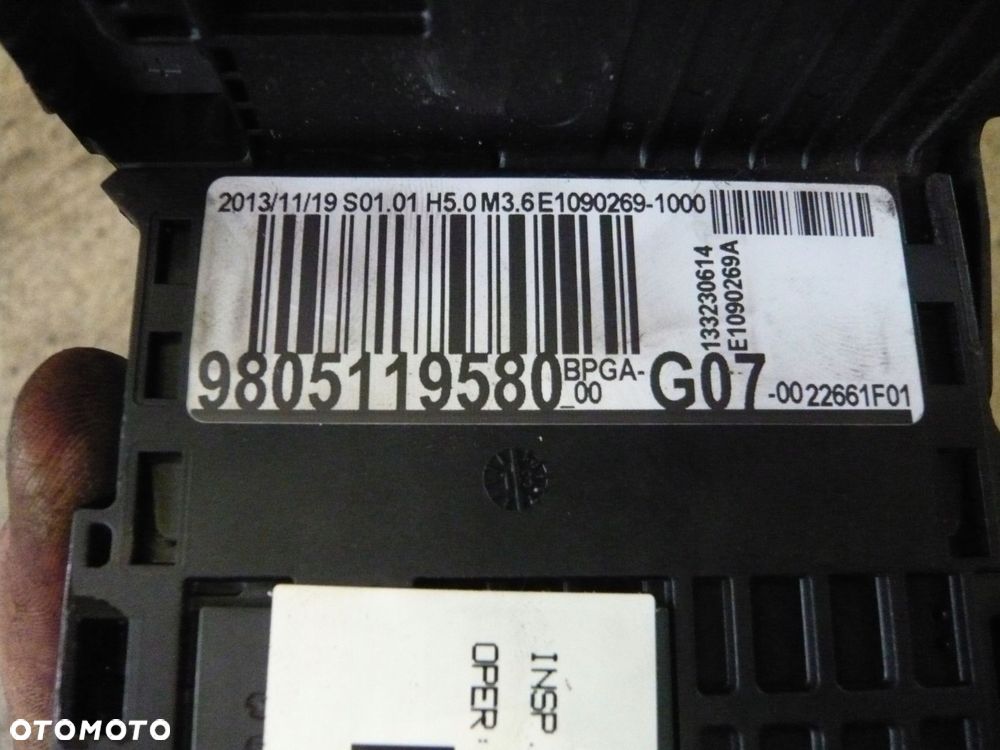 2013/11/19 S01.01 H5.0 M3.6 E1090269-1000
133230614
E1090269A
9805119580 BPGA-_00 G07-00 22661F01
INSP.
OPER:
OTOMOTO